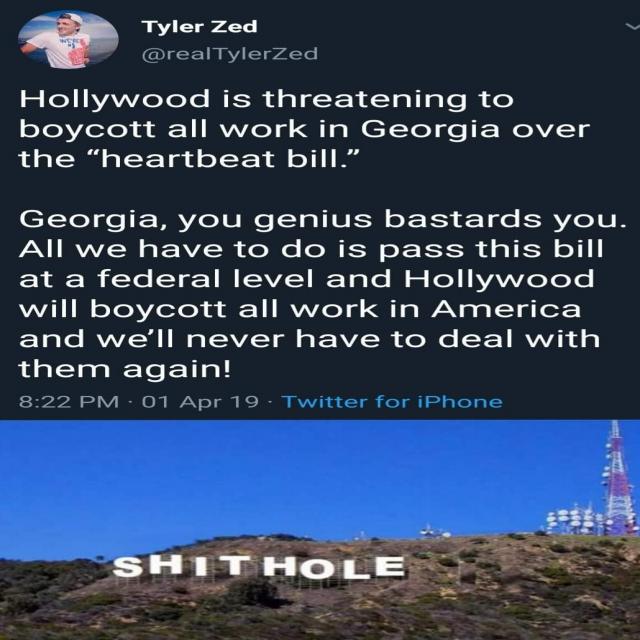 Tyler Zed
@realTylerZed
Hollywood is threatening to
boycott all work in Georgia over
the “heartbeat bill.”
Georgia, you genius bastards you.
All we have to do is pass this bill
at a federal level and Hollywood
will boycott all work in America
and we’ll never have to deal with
them again!
8:22 PM · 01 Apr 19 · Twitter for iPhone
SHITHOLE